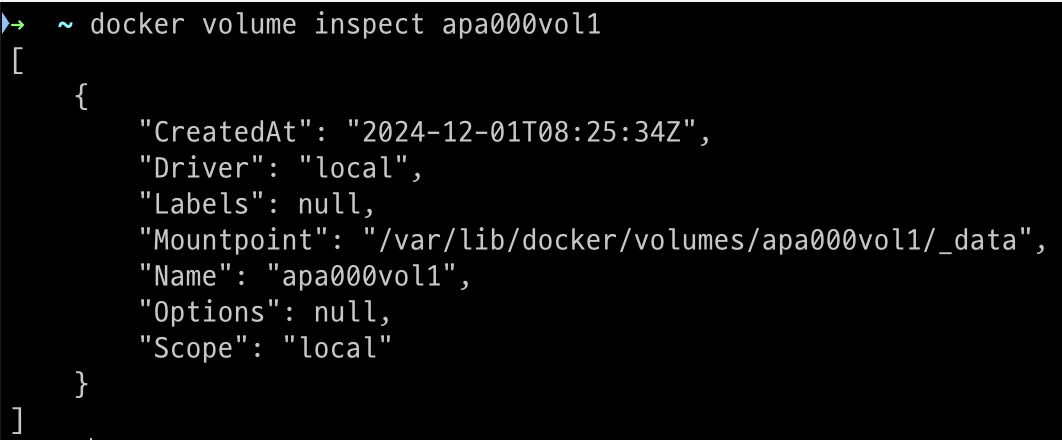 → ~ docker volume inspect apa000vol1
[
    {
        "CreatedAt": "2024-12-01T08:25:34Z",
        "Driver": "local",
        "Labels": null,
        "Mountpoint": "/var/lib/docker/volumes/apa000vol1/_data",
        "Name": "apa000vol1",
        "Options": null,
        "Scope": "local"
    }
]